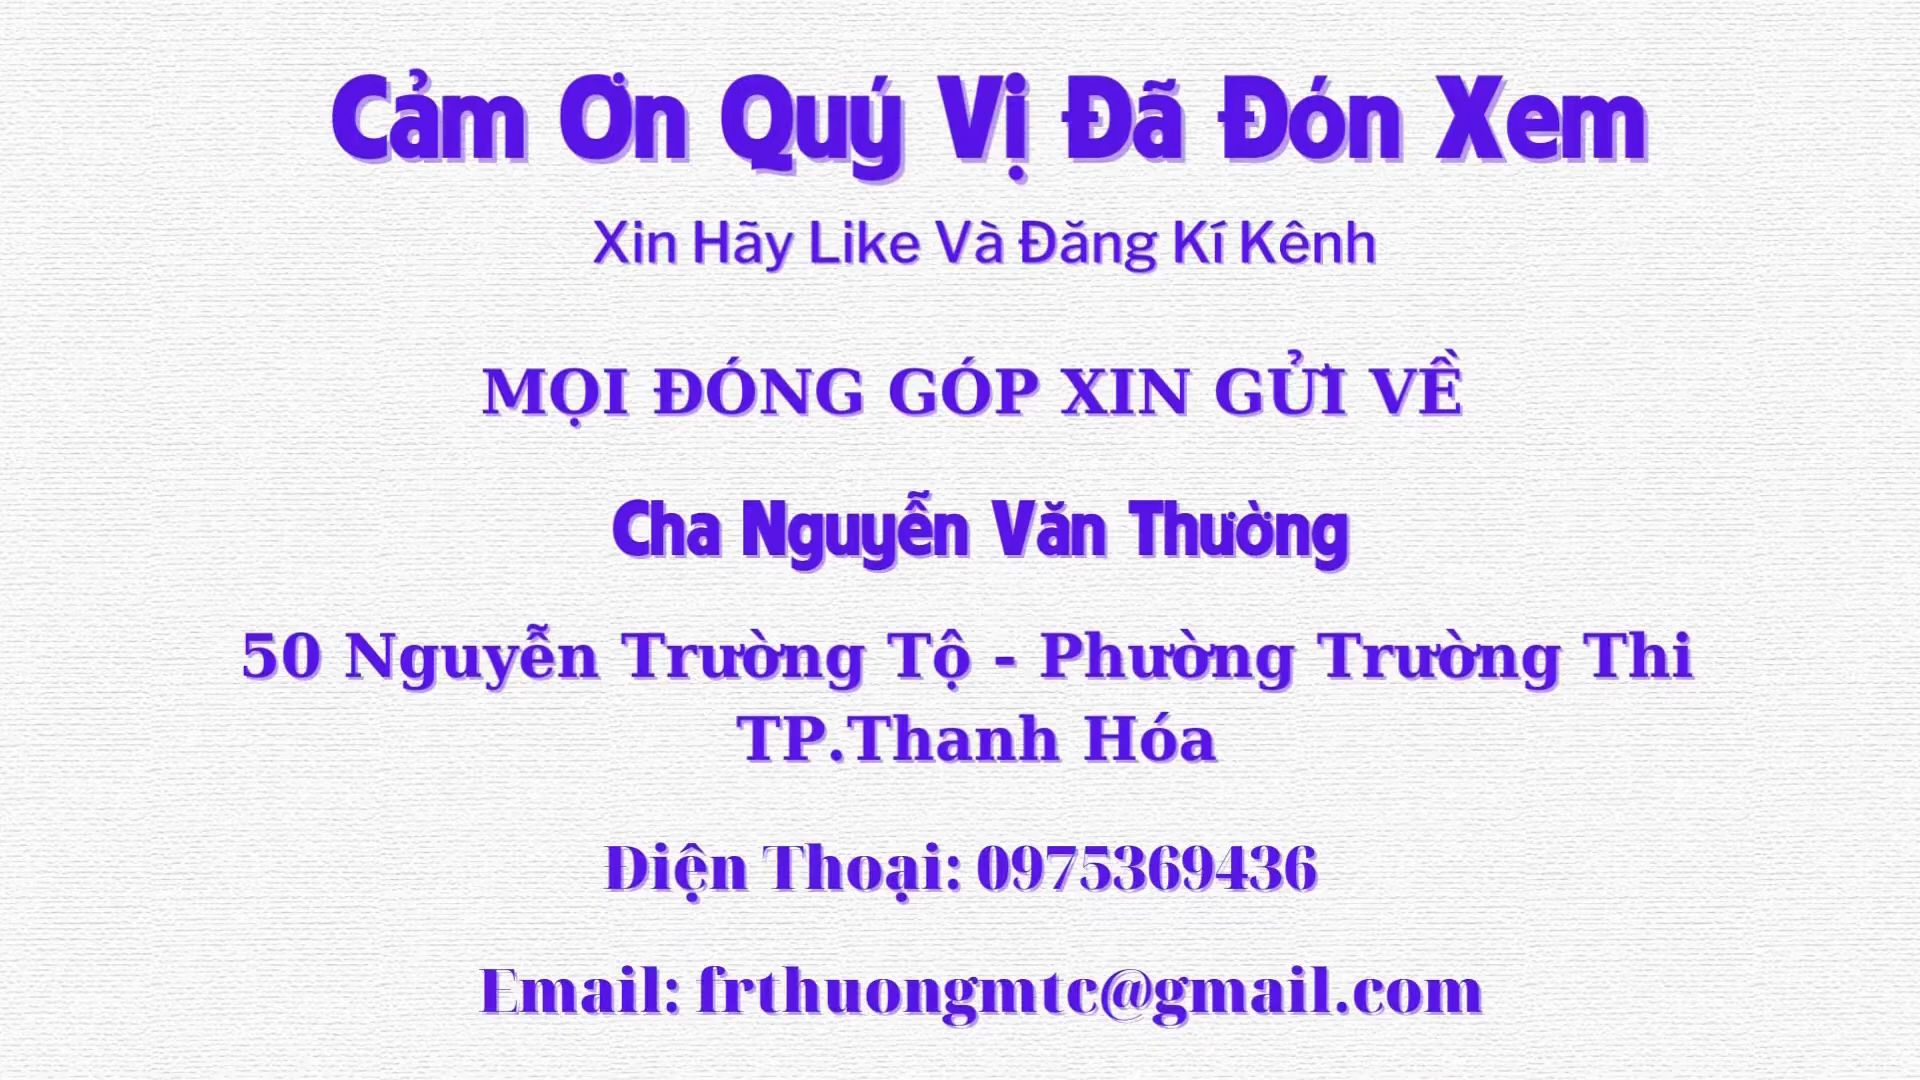 Cảm Ơn Quý Vị Đã Đón Xem
Xin Hãy Like Và Đăng Kí Kênh
MỌI ĐÓNG GÓP XIN GỬI VỀ
Cha Nguyễn Văn Thường
50 Nguyễn Trường Tộ - Phường Trường Thi
TP.Thanh Hóa
Điện Thoại: 0975369436
Email: frthuongmtc@gmail.com